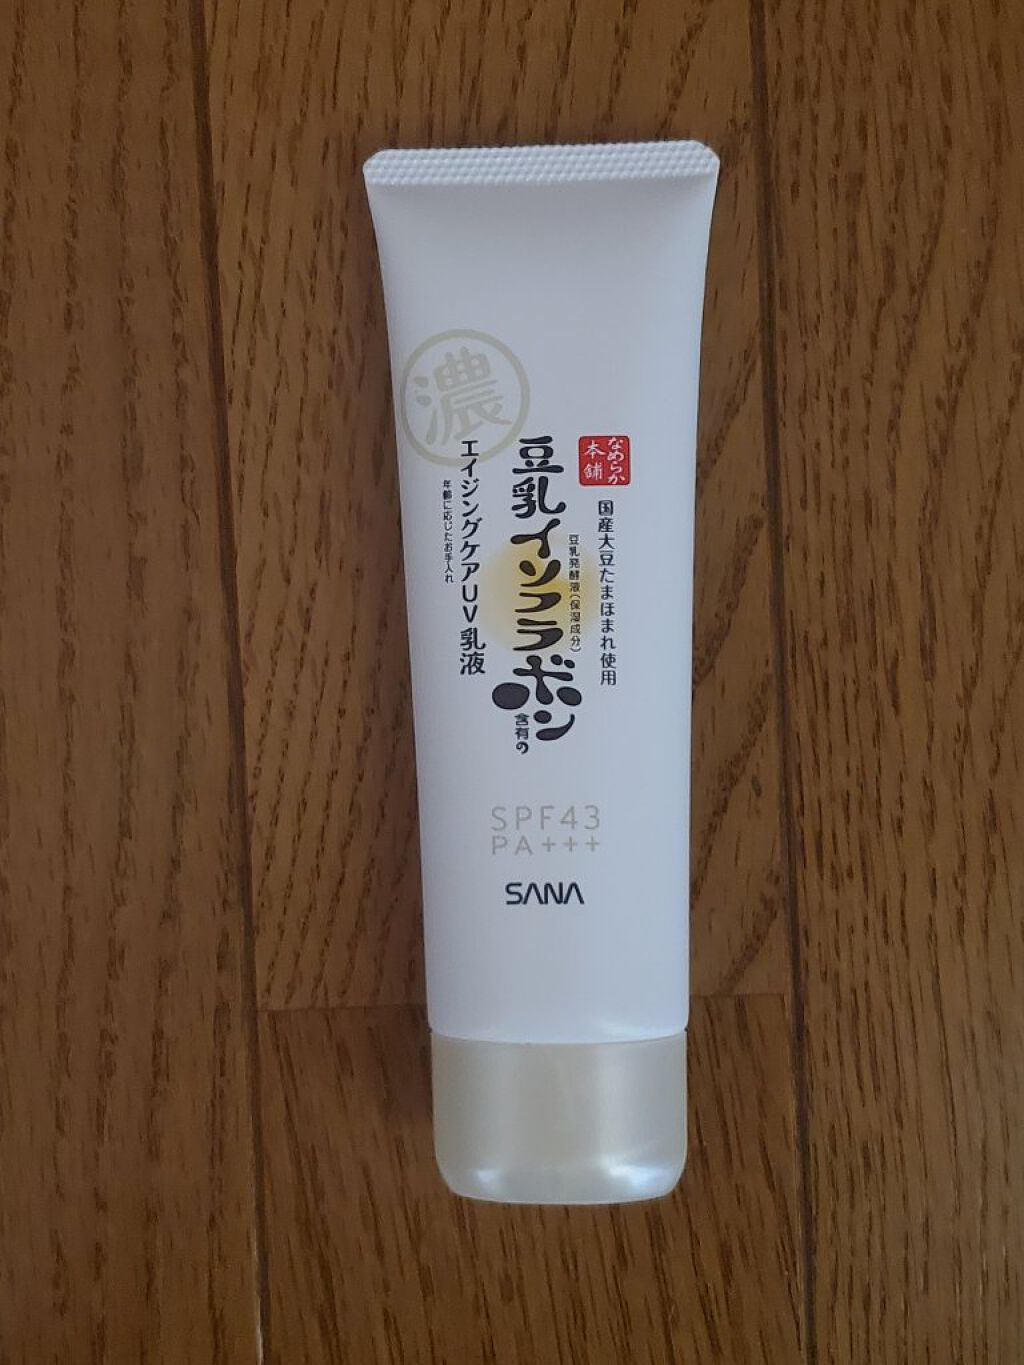 濃
なめらか
本舗
国産大豆たまほまれ使用
豆乳発酵液(保湿成分)
豆乳イソフラボン
含有の
エイジングケアUV乳液
年齢に応じたお手入れ
SPF43
PA+++
SANA